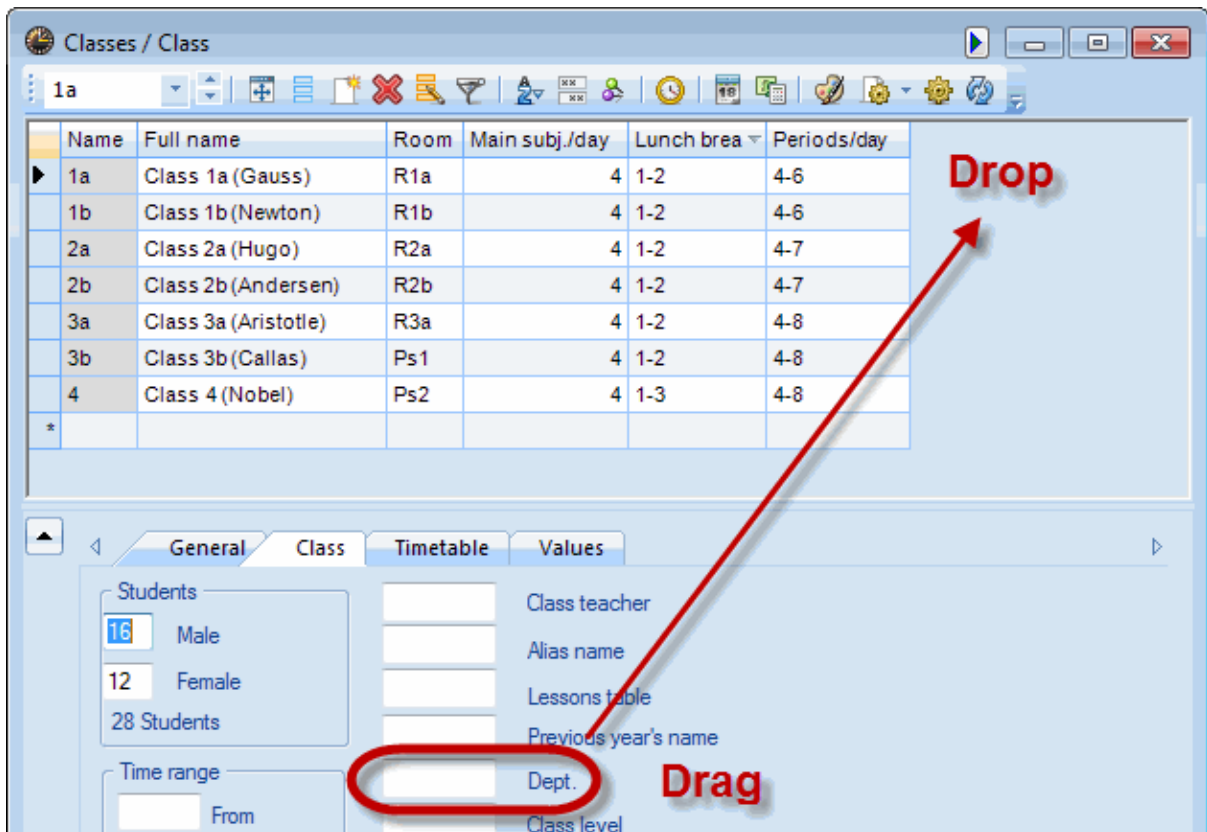 Classes / Class
1a
Name Full name Room Main subj./day Lunch brea Periods/day
1a Class 1a (Gauss) R1a 4 1-2 4-6
1b Class 1b (Newton) R1b 4 1-2 4-6
2a Class 2a (Hugo) R2a 4 1-2 4-7
2b Class 2b (Andersen) R2b 4 1-2 4-7
3a Class 3a (Aristotle) R3a 4 1-2 4-8
3b Class 3b (Callas) Ps1 4 1-2 4-8
4 Class 4 (Nobel) Ps2 4 1-3 4-8
*
Drop
General Class Timetable Values
Students
16 Male
12 Female
28 Students
Time range
From
Class teacher
Alias name
Lessons table
Previous year's name
Dept.
Class level
Drag